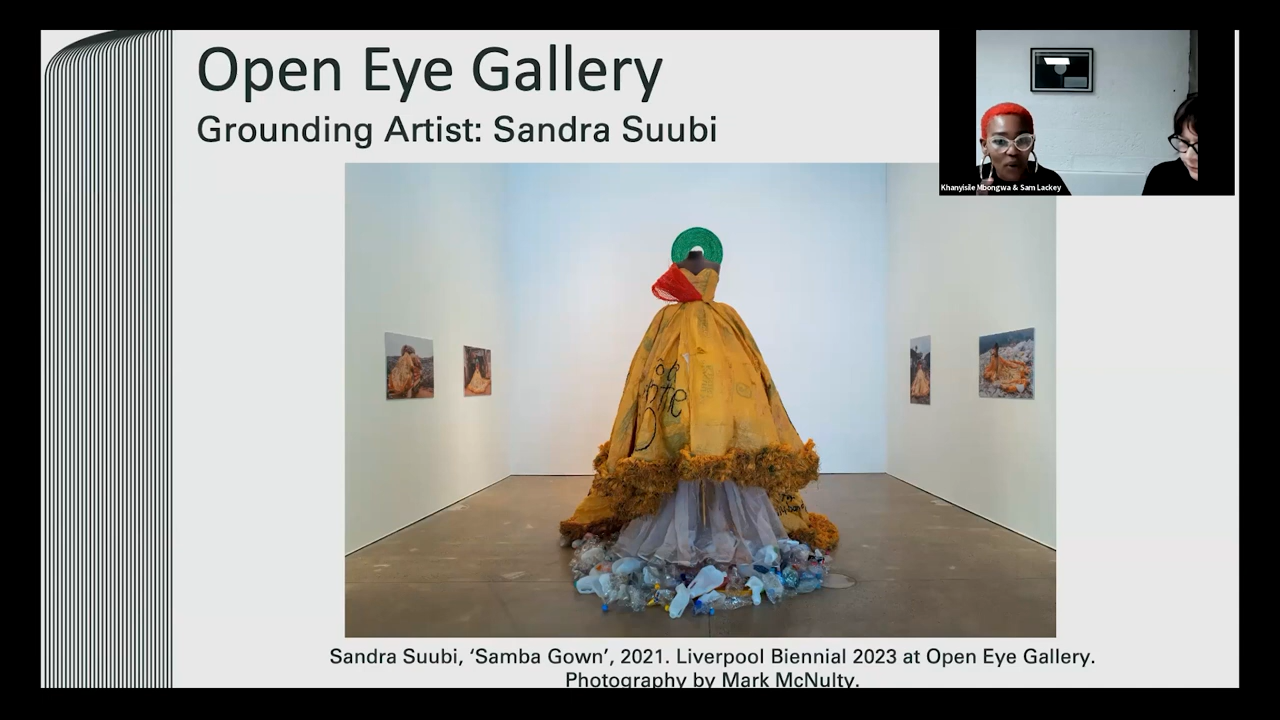 Open Eye Gallery
Grounding Artist: Sandra Suubi
Khanyisile Mbongwa & Sam Lackey
Sandra Suubi, ‘Samba Gown’, 2021. Liverpool Biennial 2023 at Open Eye Gallery.
Photography by Mark McNulty.